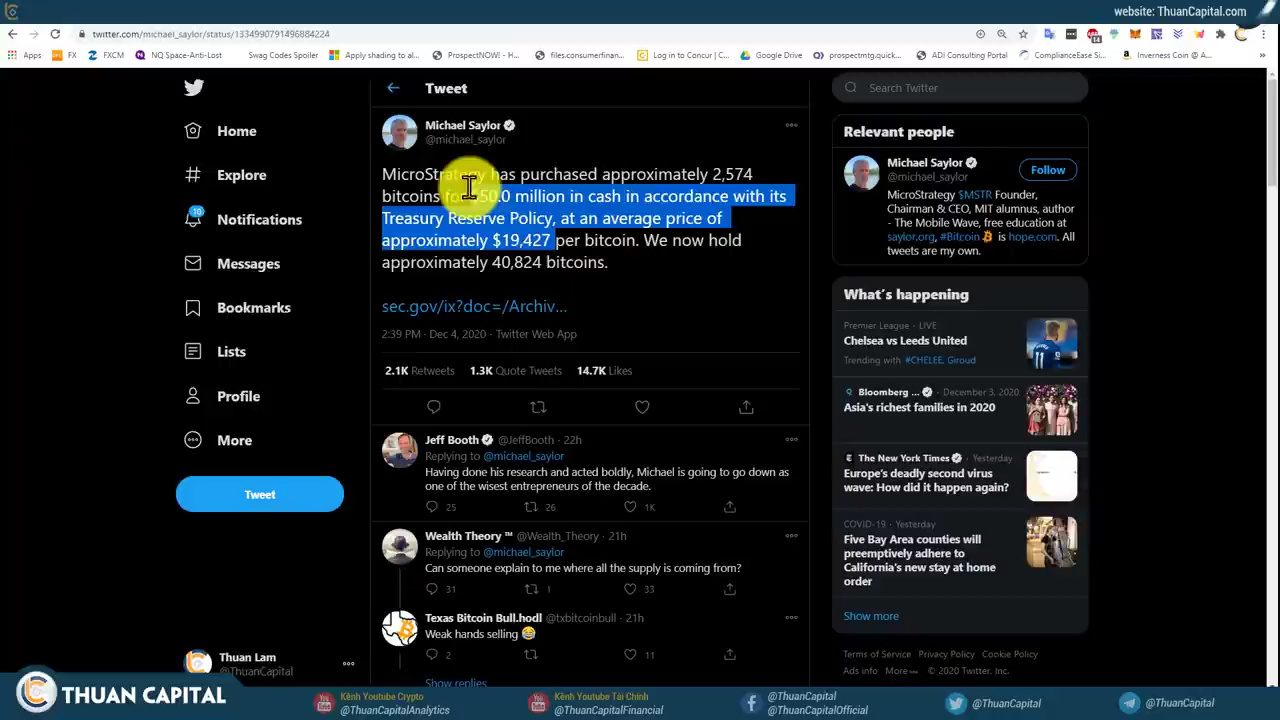 website: ThuanCapital.com
twitter.com/michael_saylor/status/1334990791496884224
14
Apps
FX
FXCM
NQ Space-Anti-Lost
Swag Codes Spoiler
Apply shading to al...
ProspectNOW! - H...
files.consumerfinan...
Log in to Concur | C...
Google Drive
prospectmtg.quickb...
ADI Consulting Portal
ComplianceEase Si...
Inverness Coin @...
Tweet
Search Twitter
Home
Explore
10
Notifications
Messages
Bookmarks
Lists
Profile
More
Tweet
Thuan Lam
@ThuanCapital
Michael Saylor
@michael_saylor
MicroStrategy has purchased approximately 2,574
bitcoins for $50.0 million in cash in accordance with its
Treasury Reserve Policy, at an average price of
approximately $19,427 per bitcoin. We now hold
approximately 40,824 bitcoins.
sec.gov/ix?doc=/Archiv...
2:39 PM · Dec 4, 2020 · Twitter Web App
2.1K Retweets 1.3K Quote Tweets 14.7K Likes
Jeff Booth @JeffBooth · 22h
Replying to @michael_saylor
Having done his research and acted boldly, Michael is going to go down as
one of the wisest entrepreneurs of the decade.
25 26 1K
Wealth Theory ™ @Wealth_Theory · 21h
Replying to @michael_saylor
Can someone explain to me where all the supply is coming from?
31 1 33
Texas Bitcoin Bull.hodl @txbitcoinbull · 21h
Weak hands selling 😂
2 11
Show replies
Relevant people
Michael Saylor
@michael_saylor
Follow
MicroStrategy $MSTR Founder,
Chairman & CEO, MIT alumnus, author
- The Mobile Wave, free education at
saylor.org, #Bitcoin is hope.com. All
tweets are my own.
What's happening
Premier League · LIVE
Chelsea vs Leeds United
Trending with #CHELEE, Giroud
Bloomberg ... · December 3, 2020
Asia's richest families in 2020
The New York Times · Yesterday
Europe's deadly second virus
wave: How did it happen again?
COVID-19 · Yesterday
Five Bay Area counties will
preemptively adhere to
California's new stay at home
order
Show more
Terms of Service Privacy Policy Cookie Policy
Ads info More... © 2020 Twitter, Inc.
THUAN CAPITAL
Kênh Youtube Crypto
@ThuanCapitalAnalytics
Kênh Youtube Tài Chính
@ThuanCapitalFinancial
@ThuanCapital
@ThuanCapitalOfficial
@ThuanCapital
@ThuanCapital